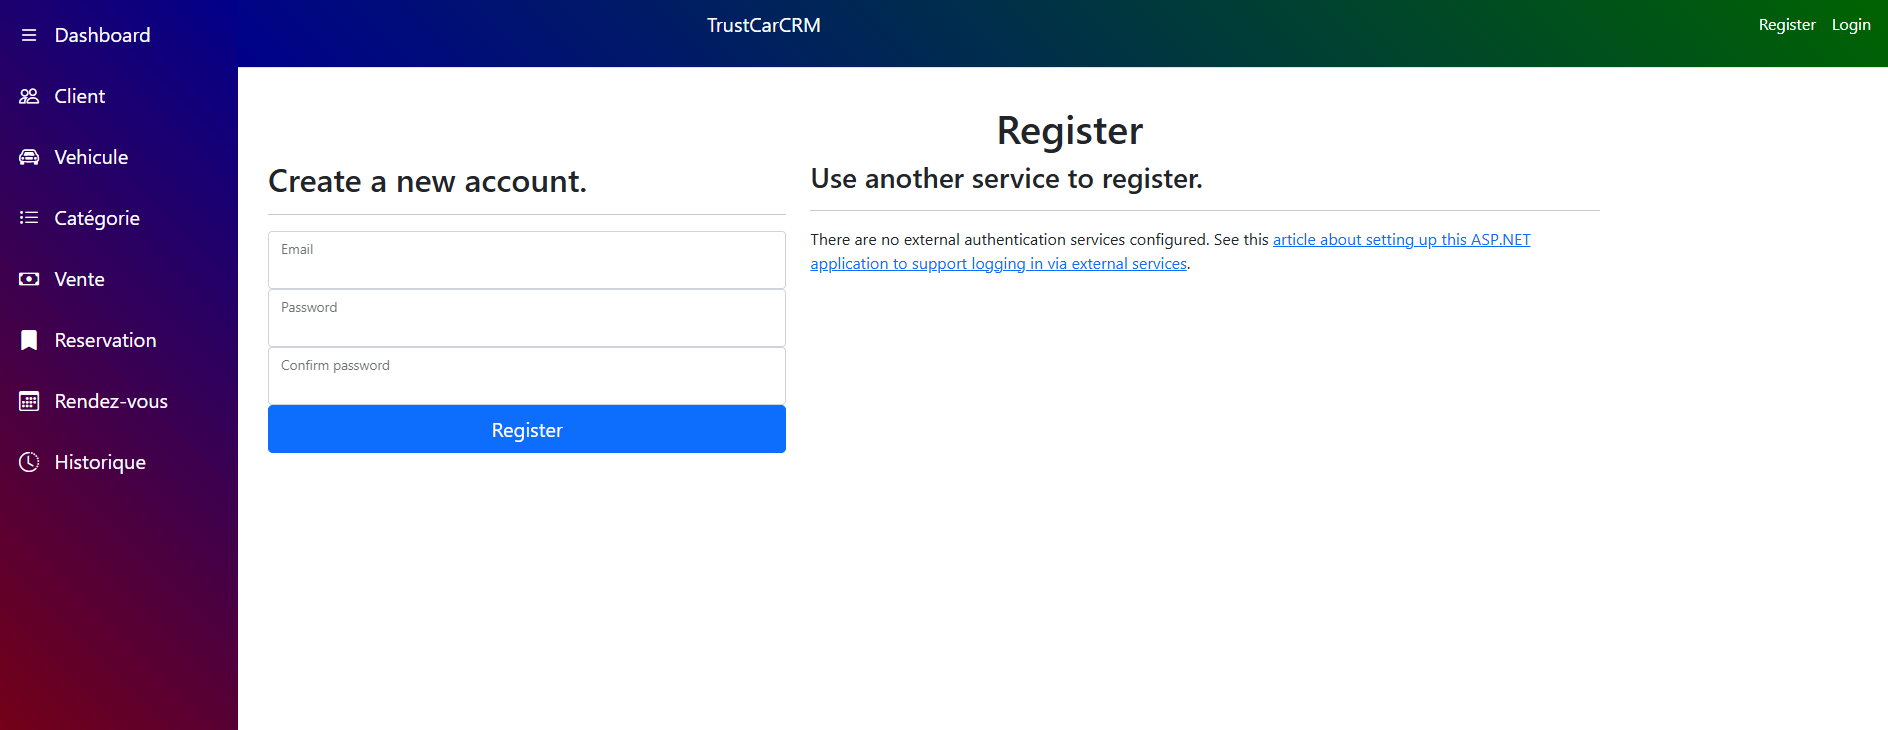 Dashboard
Client
Vehicule
Catégorie
Vente
Reservation
Rendez-vous
Historique
TrustCarCRM
Register
Login
Register
Create a new account.
Email
Password
Confirm password
Register
Use another service to register.
There are no external authentication services configured. See this article about setting up this ASP.NET
application to support logging in via external services.